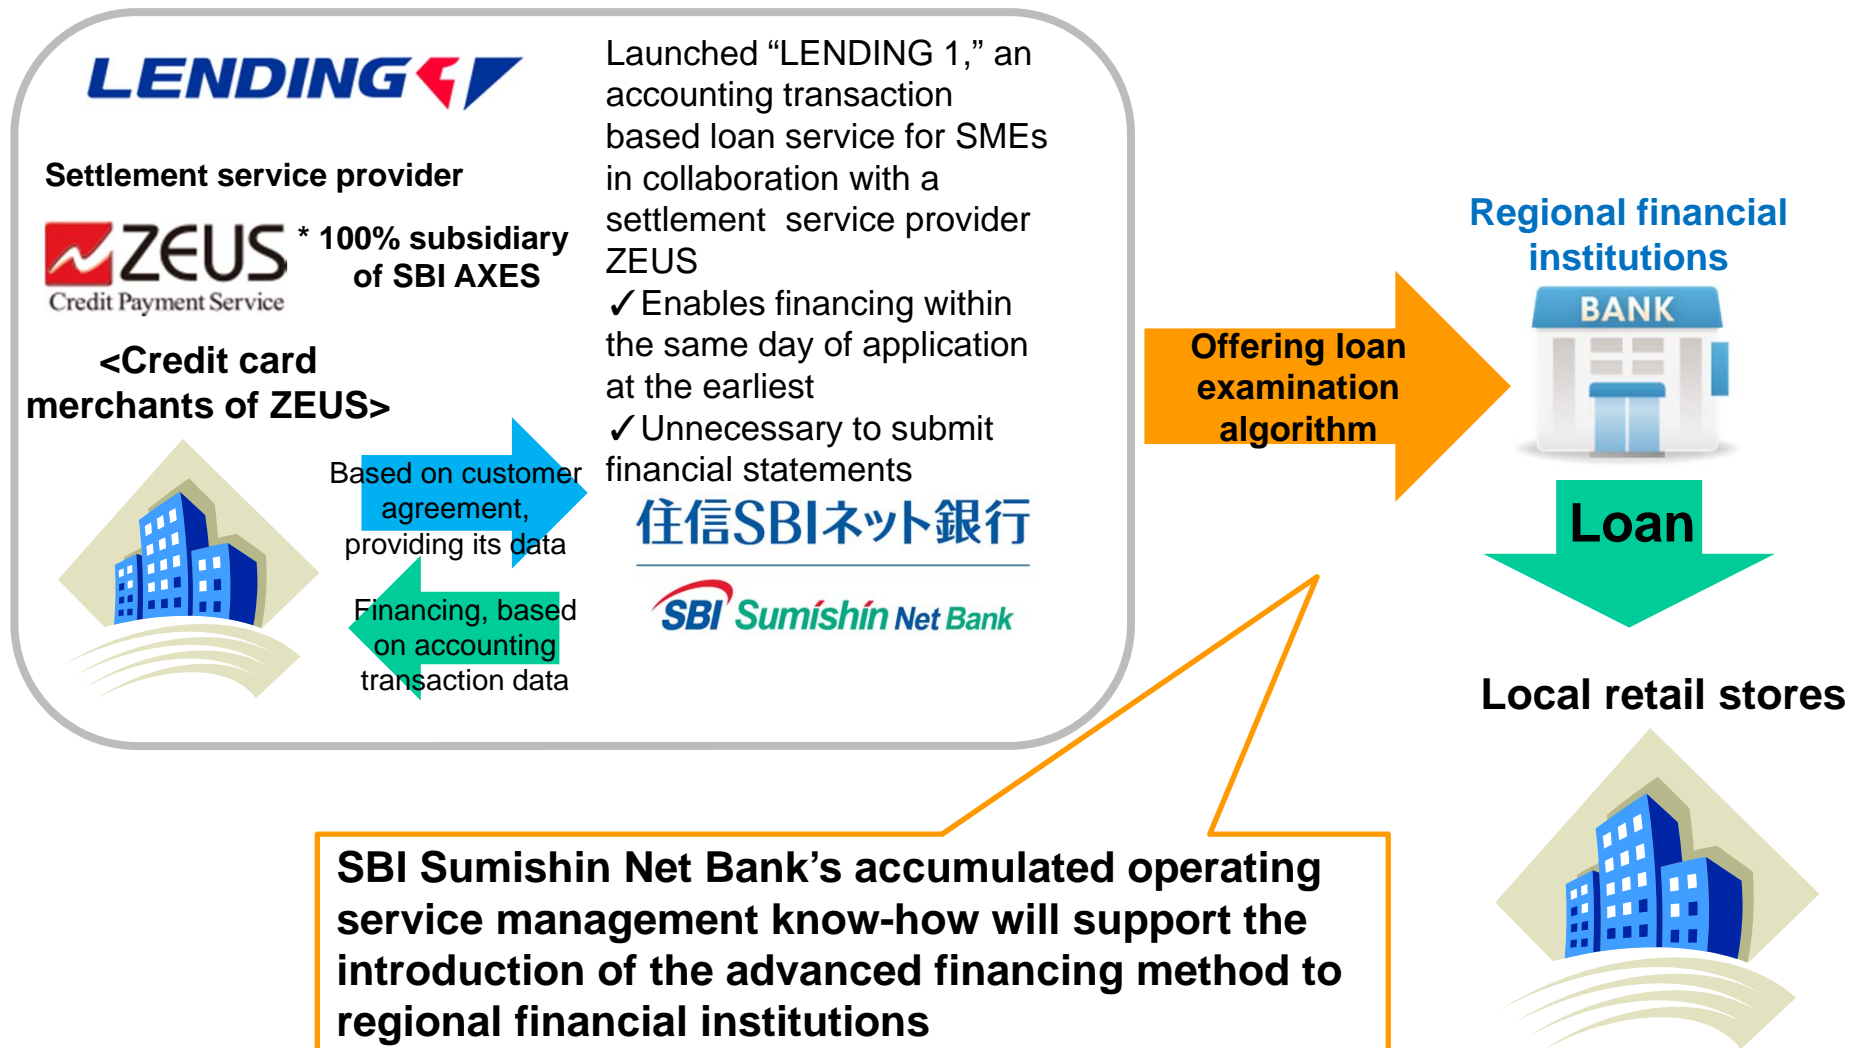 LENDING
Settlement service provider
ZEUS
Credit Payment Service
* 100% subsidiary
of SBI AXES
<Credit card
merchants of ZEUS>
Based on customer
agreement,
providing its data
Financing, based
on accounting
transaction data
Launched “LENDING 1,” an
accounting transaction
based loan service for SMEs
in collaboration with a
settlement service provider
ZEUS
✓Enables financing within
the same day of application
at the earliest
✓Unnecessary to submit
financial statements
住信SBIネット銀行
SBI Sumishin Net Bank
Offering loan
examination
algorithm
Regional financial
institutions
BANK
Loan
Local retail stores
SBI Sumishin Net Bank’s accumulated operating
service management know-how will support the
introduction of the advanced financing method to
regional financial institutions